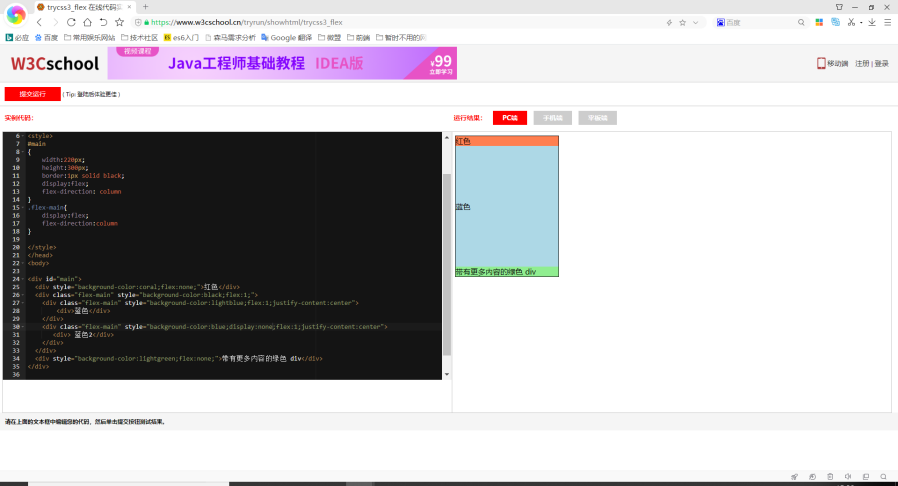 trycss3_flex 在线代码实
https://www.w3cschool.cn/tryrun/showhtml/trycss3_flex
百度
必应 百度 常用娱乐网站 技术社区 es6入门 森马需求分析 Google 翻译 微盟 前端 暂时不用的网
W3Cschool
视频课程
Java工程师基础教程 IDEA版
¥99
立即学习
移动端 注册 | 登录
提交运行 ( Tip: 登陆后体验更佳 )
实例代码:
运行结果: PC端 手机端 平板端
6 <style>
7 #main
8 {
9 width:220px;
10 height:300px;
11 border:1px solid black;
12 display:flex;
13 flex-direction: column
14 }
15 .flex-main{
16 display:flex;
17 flex-direction:column
18 }
19
20 </style>
21 </head>
22 <body>
23
24 <div id="main">
25 <div style="background-color:coral;flex:none;">红色</div>
26 <div class="flex-main" style="background-color:black;flex:1;">
27 <div class="flex-main" style="background-color:lightblue;flex:1;justify-content:center">
28 <div>蓝色</div>
29 </div>
30 <div class="flex-main" style="background-color:blue;display:none;flex:1;justify-content:center">
31 <div> 蓝色2</div>
32 </div>
33 </div>
34 <div style="background-color:lightgreen;flex:none;">带有更多内容的绿色 div</div>
35 </div>
36
红色
蓝色
带有更多内容的绿色 div
请在上面的文本框中编辑您的代码，然后单击提交按钮测试结果。